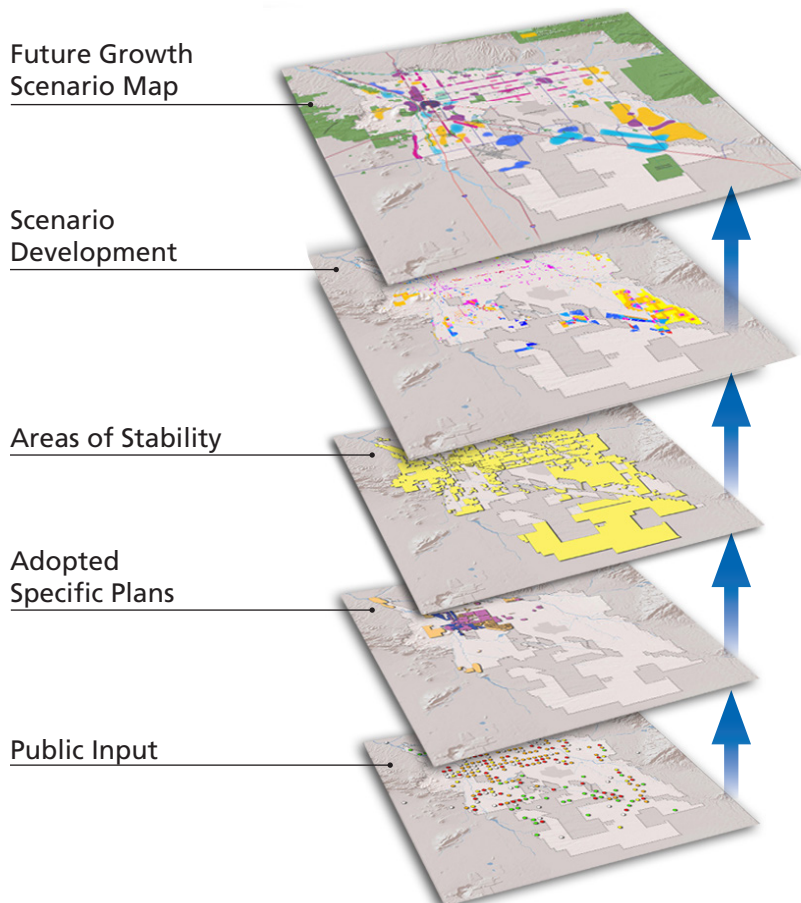 Future Growth
Scenario Map
Scenario
Development
Areas of Stability
Adopted
Specific Plans
Public Input